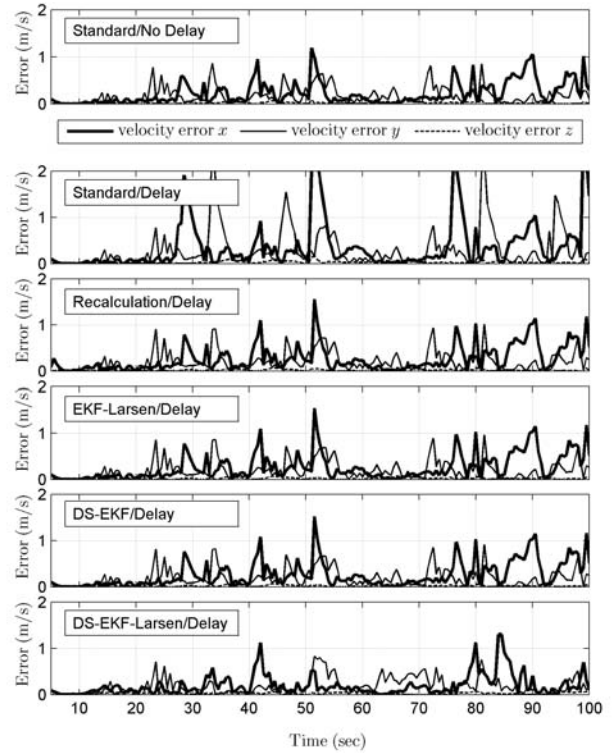 Error (m/s)
2
1
0
Standard/No Delay
velocity error x velocity error y velocity error z
Error (m/s)
2
1
0
Standard/Delay
Error (m/s)
2
1
0
Recalculation/Delay
Error (m/s)
2
1
0
EKF-Larsen/Delay
Error (m/s)
2
1
0
DS-EKF/Delay
Error (m/s)
2
1
0
DS-EKF-Larsen/Delay
10 20 30 40 50 60 70 80 90 100
Time (sec)